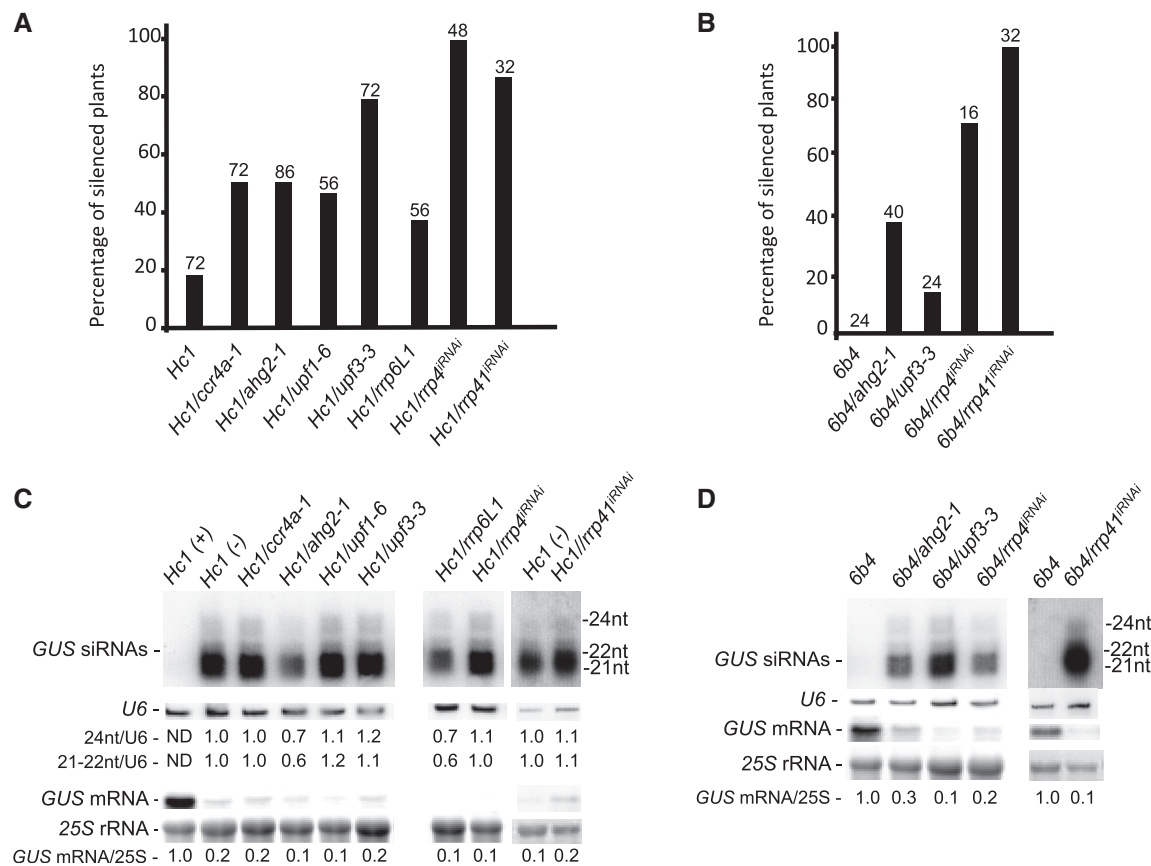 A
Percentage of silenced plants
100
80
60
40
20
0
72
72
86
56
72
56
48
32
Hc1
Hc1/ccr4a-1
Hc1/ahg2-1
Hc1/upf1-6
Hc1/upf3-3
Hc1/rrp6L1
Hc1/rrp4iRNAi
Hc1/rrp41iRNAi
B
Percentage of silenced plants
100
80
60
40
20
0
24
40
24
16
32
6b4
6b4/ahg2-1
6b4/upf3-3
6b4/rrp4iRNAi
6b4/rrp41iRNAi
C
Hc1 (+)
Hc1 (-)
Hc1/ccr4a-1
Hc1/ahg2-1
Hc1/upf1-6
Hc1/upf3-3
Hc1/rrp6L1
Hc1/rrp4iRNAi
Hc1 (-)
Hc1//rrp41iRNAi
-24nt
GUS siRNAs -
-22nt
-21nt
U6 -
24nt/U6 - ND 1.0 1.0 0.7 1.1 1.2 0.7 1.1 1.0 1.1
21-22nt/U6 - ND 1.0 1.0 0.6 1.2 1.1 0.6 1.0 1.0 1.1
GUS mRNA -
25S rRNA -
GUS mRNA/25S - 1.0 0.2 0.2 0.1 0.1 0.2 0.1 0.1 0.1 0.2
D
6b4
6b4/ahg2-1
6b4/upf3-3
6b4/rrp4iRNAi
6b4
6b4/rrp41iRNAi
-24nt
GUS siRNAs -
-22nt
-21nt
U6 -
GUS mRNA -
25S rRNA -
GUS mRNA/25S - 1.0 0.3 0.1 0.2 1.0 0.1